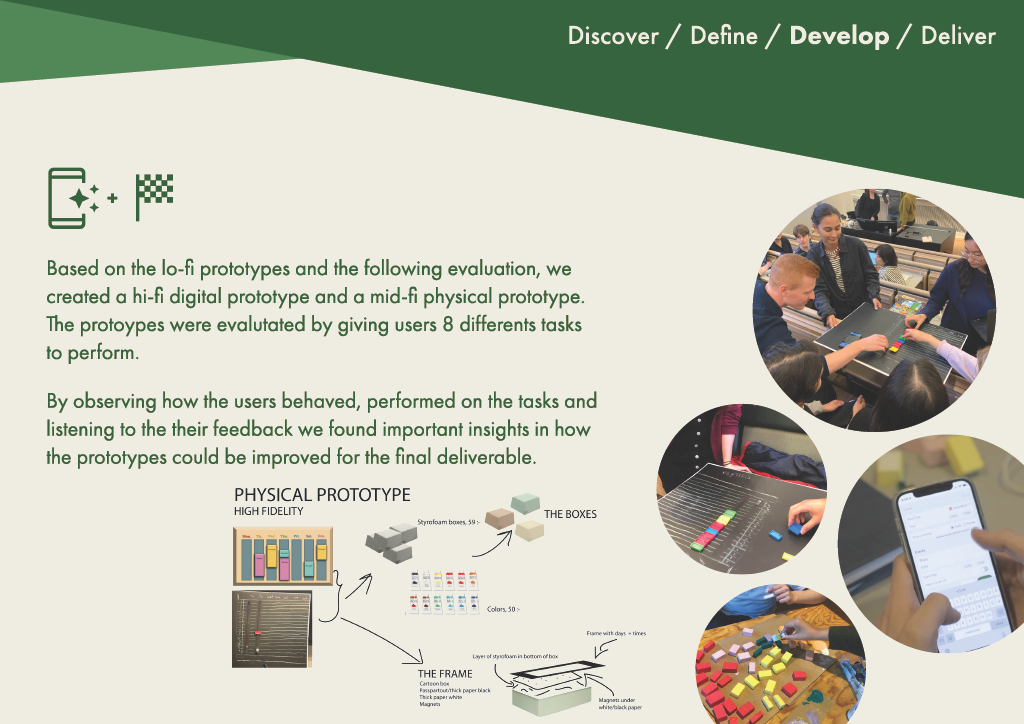 Discover / Define / Develop / Deliver
Based on the lo-fi prototypes and the following evaluation, we
created a hi-fi digital prototype and a mid-fi physical prototype.
The protoypes were evalutated by giving users 8 differents tasks
to perform.
By observing how the users behaved, performed on the tasks and
listening to the their feedback we found important insights in how
the prototypes could be improved for the final deliverable.
PHYSICAL PROTOTYPE
HIGH FIDELITY
Styrofoam boxes, 59 :-
THE BOXES
Colors, 50 :-
Frame with days + times
Layer of styrofoam in bottom of box
THE FRAME
Cartoon box
Passpartout/thick paper black
Thick paper white
Magnets
Magnets under
white/black paper